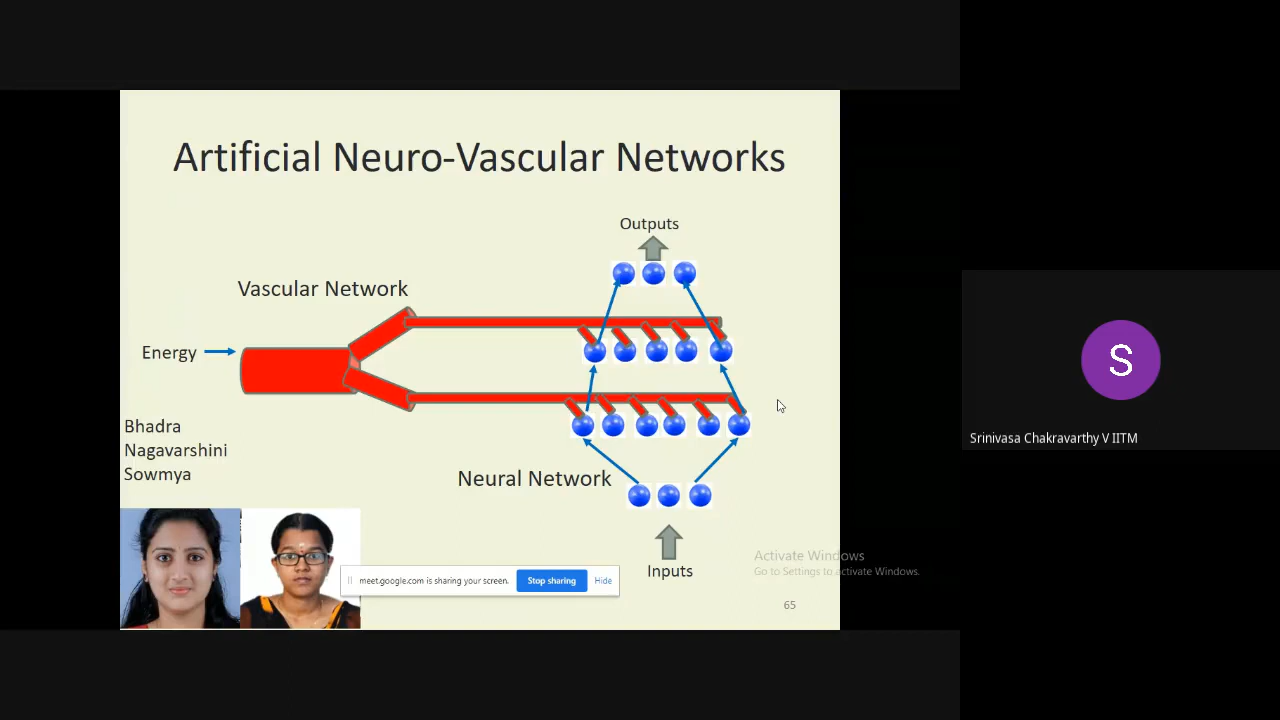 Artificial Neuro-Vascular Networks
Outputs
Vascular Network
Energy
Bhadra
Nagavarshini
Sowmya
Neural Network
Inputs
meet.google.com is sharing your screen.
Stop sharing
Hide
Activate Windows
Go to Settings to activate Windows.
65
S
Srinivasa Chakravarthy V IITM